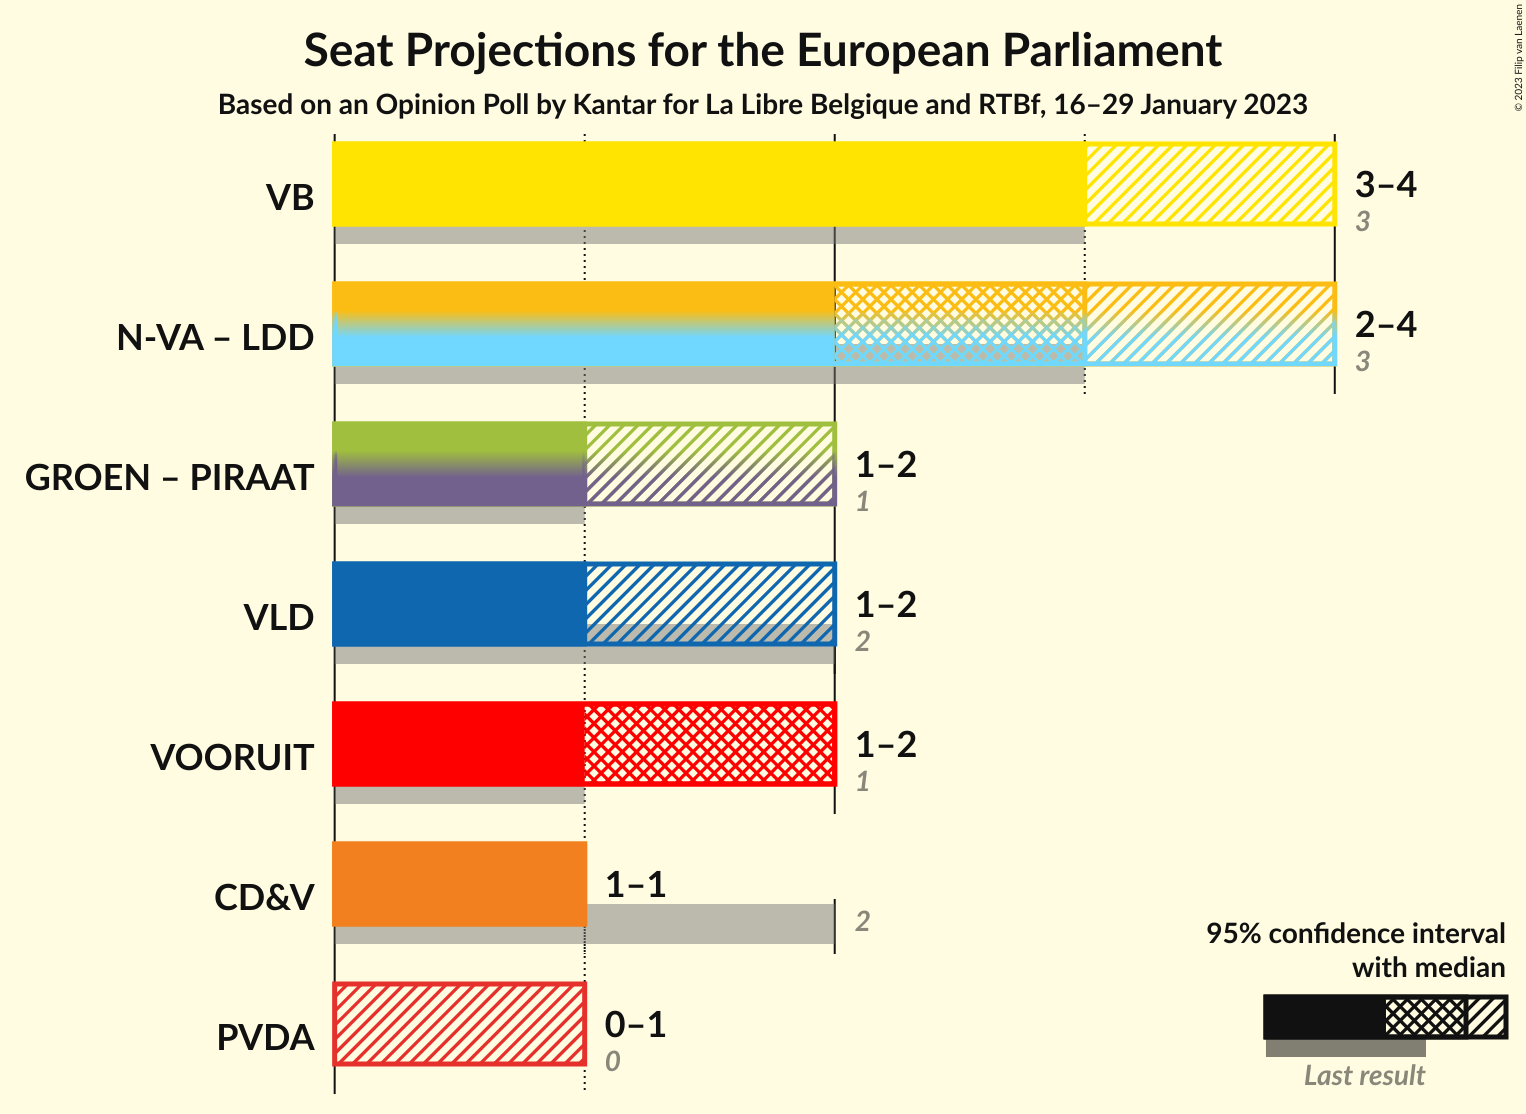 Seat Projections for the European Parliament
Based on an Opinion Poll by Kantar for La Libre Belgique and RTBf, 16–29 January 2023
© 2023 Filip van Laenen
VB
3–4
3
N-VA – LDD
2–4
3
GROEN – PIRAAT
1–2
1
VLD
1–2
2
VOORUIT
1–2
1
CD&V
1–1
2
PVDA
0–1
0
95% confidence interval
with median
Last result